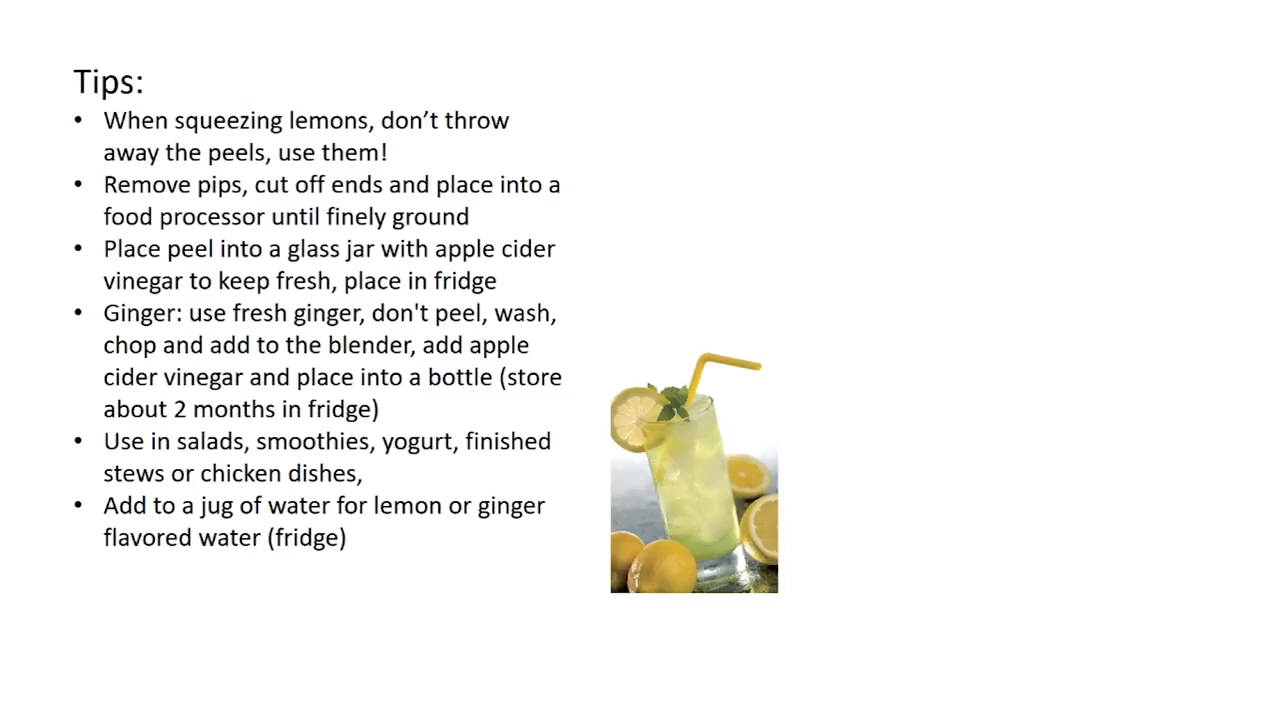 Tips:
• When squeezing lemons, don’t throw
away the peels, use them!
• Remove pips, cut off ends and place into a
food processor until finely ground
• Place peel into a glass jar with apple cider
vinegar to keep fresh, place in fridge
• Ginger: use fresh ginger, don't peel, wash,
chop and add to the blender, add apple
cider vinegar and place into a bottle (store
about 2 months in fridge)
• Use in salads, smoothies, yogurt, finished
stews or chicken dishes,
• Add to a jug of water for lemon or ginger
flavored water (fridge)